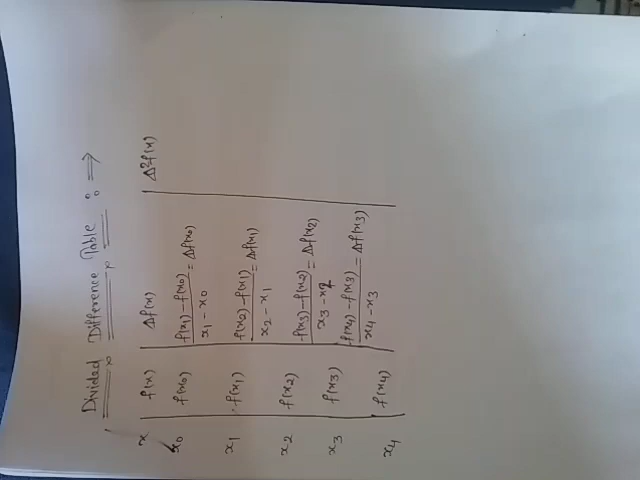 Divided Difference Table : ⇒
x f(x) Δf(x) Δ²f(x)
x0 f(x0)
f(x1) - f(x0) / x1 - x0 = Δf(x0)
x1 f(x1)
f(x2) - f(x1) / x2 - x1 = Δf(x1)
x2 f(x2)
f(x3) - f(x2) / x3 - x2 = Δf(x2)
x3 f(x3)
f(x4) - f(x3) / x4 - x3 = Δf(x3)
x4 f(x4)